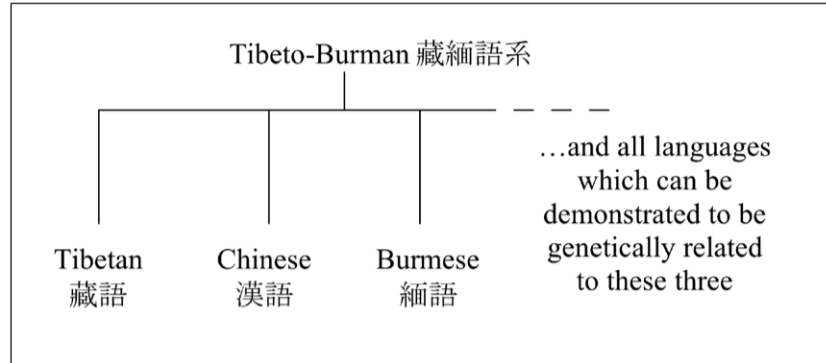 Tibeto-Burman 藏緬語系
…and all languages
which can be
demonstrated to be
genetically related
to these three
Tibetan
藏語
Chinese
漢語
Burmese
緬語